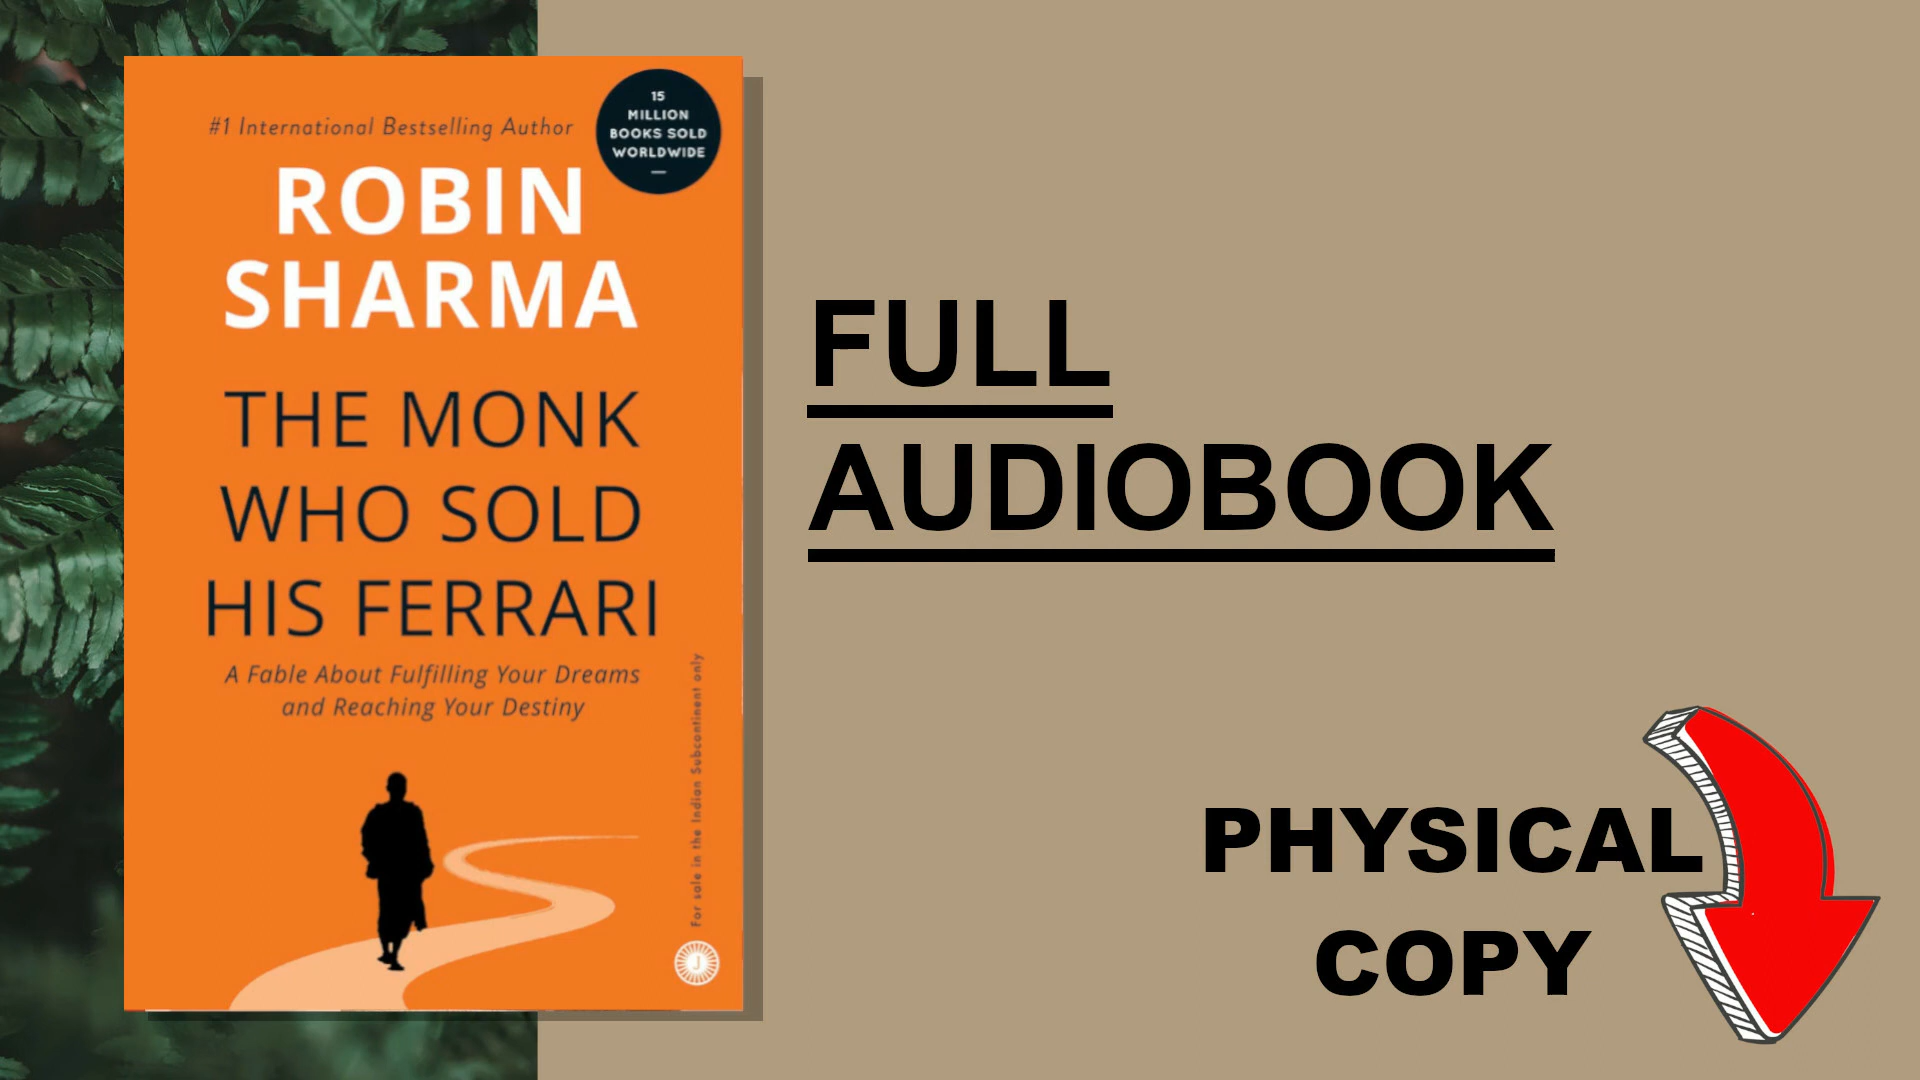 #1 International Bestselling Author
15
MILLION
BOOKS SOLD
WORLDWIDE
ROBIN
SHARMA
THE MONK
WHO SOLD
HIS FERRARI
A Fable About Fulfilling Your Dreams
and Reaching Your Destiny
For sale in the Indian Subcontinent only
J
FULL
AUDIOBOOK
PHYSICAL
COPY